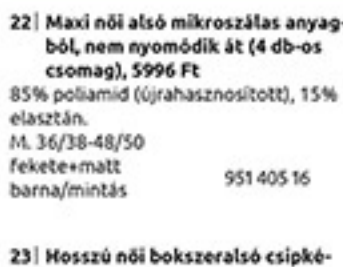 22| Maxi női alsó mikroszálas anyag-
ból, nem nyomódik át (4 db-os
csomag), 5996 Ft
85% poliamid (újrahasznosított), 15%
elasztán.
M. 36/38-48/50
fekete+matt
barna/mintás 951 405 16
23| Hosszú női bokszeralsó csipké-